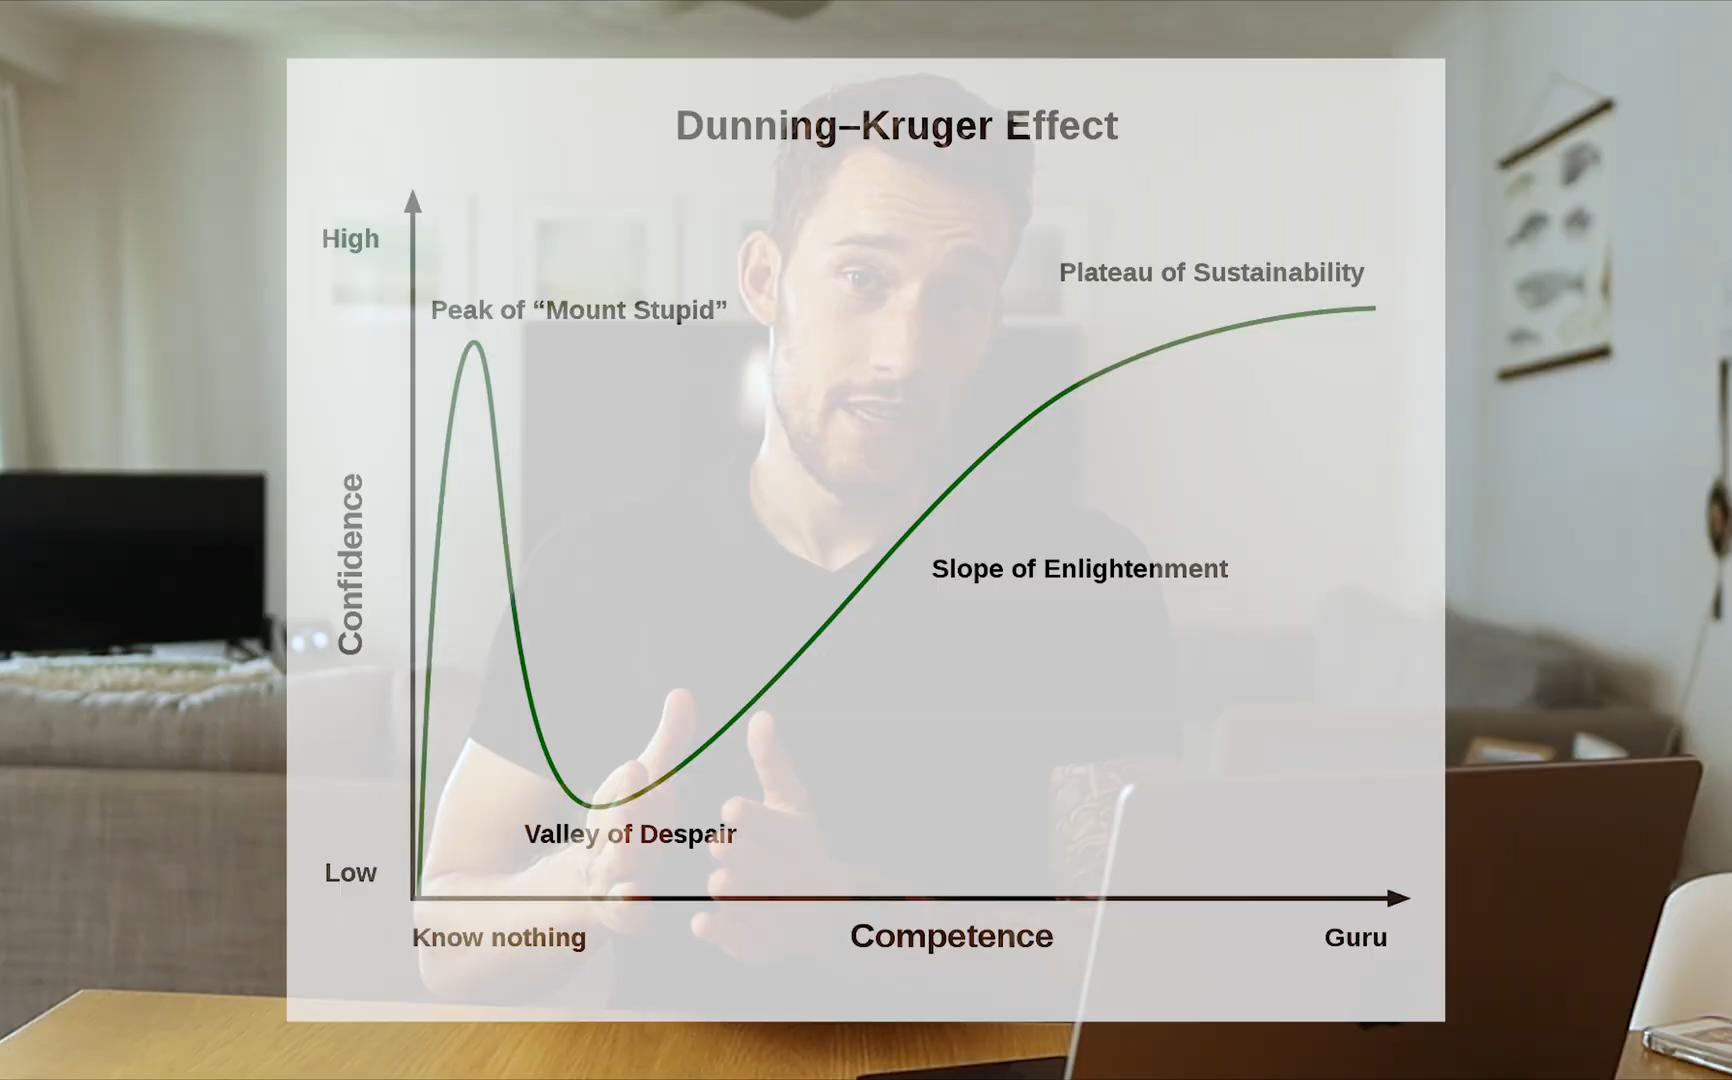 Dunning–Kruger Effect
High
Peak of “Mount Stupid”
Plateau of Sustainability
Confidence
Slope of Enlightenment
Valley of Despair
Low
Know nothing
Competence
Guru